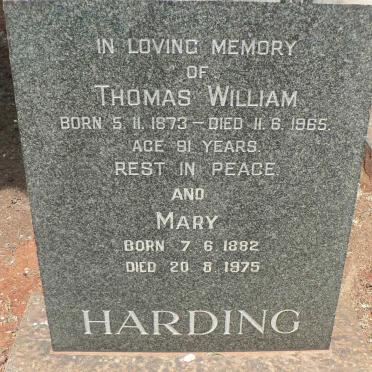 IN LOVING MEMORY
OF
THOMAS WILLIAM
BORN 5.11.1873 – DIED 11.6.1965.
AGE 91 YEARS.
REST IN PEACE.
AND
MARY
BORN 7.6.1882
DIED 20.8.1975
HARDING